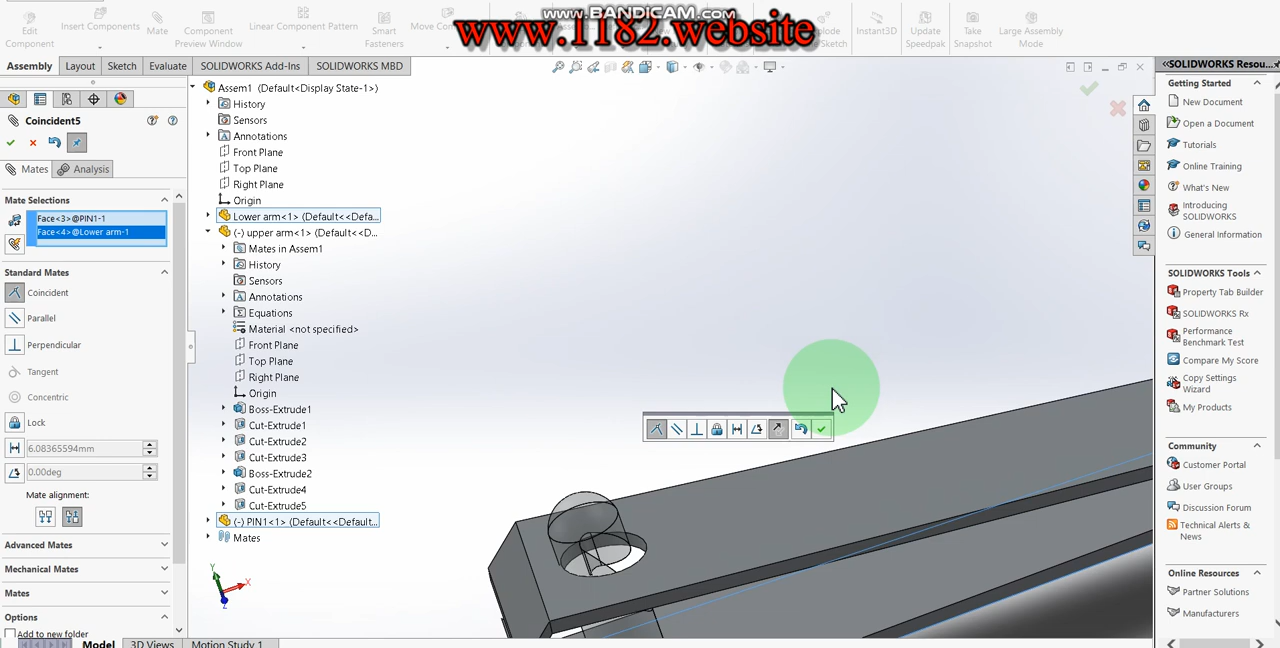 www.BANDICAM.com
www.1182.website
Edit Component
Insert Components
Mate
Component Preview Window
Linear Component Pattern
Smart Fasteners
Move Co
Explode Sketch
Instant3D
Update Speedpak
Take Snapshot
Large Assembly Mode
Assembly Layout Sketch Evaluate SOLIDWORKS Add-Ins SOLIDWORKS MBD
Coincident5
Mates Analysis
Mate Selections
Face<3>@PIN1-1
Face<4>@Lower arm-1
Standard Mates
Coincident
Parallel
Perpendicular
Tangent
Concentric
Lock
6.08365594mm
0.00deg
Mate alignment:
Advanced Mates
Mechanical Mates
Mates
Options
Add to new folder
Assem1 (Default<Display State-1>)
History
Sensors
Annotations
Front Plane
Top Plane
Right Plane
Origin
Lower arm<1> (Default<<Defa...
(-) upper arm<1> (Default<<D...
Mates in Assem1
History
Sensors
Annotations
Equations
Material <not specified>
Front Plane
Top Plane
Right Plane
Origin
Boss-Extrude1
Cut-Extrude1
Cut-Extrude2
Cut-Extrude3
Boss-Extrude2
Cut-Extrude4
Cut-Extrude5
(-) PIN1<1> (Default<<Default...
Mates
Y
X
Z
Model 3D Views Motion Study 1
SOLIDWORKS Resou...
Getting Started
New Document
Open a Document
Tutorials
Online Training
What's New
Introducing SOLIDWORKS
General Information
SOLIDWORKS Tools
Property Tab Builder
SOLIDWORKS Rx
Performance Benchmark Test
Compare My Score
Copy Settings Wizard
My Products
Community
Customer Portal
User Groups
Discussion Forum
Technical Alerts & News
Online Resources
Partner Solutions
Manufacturers